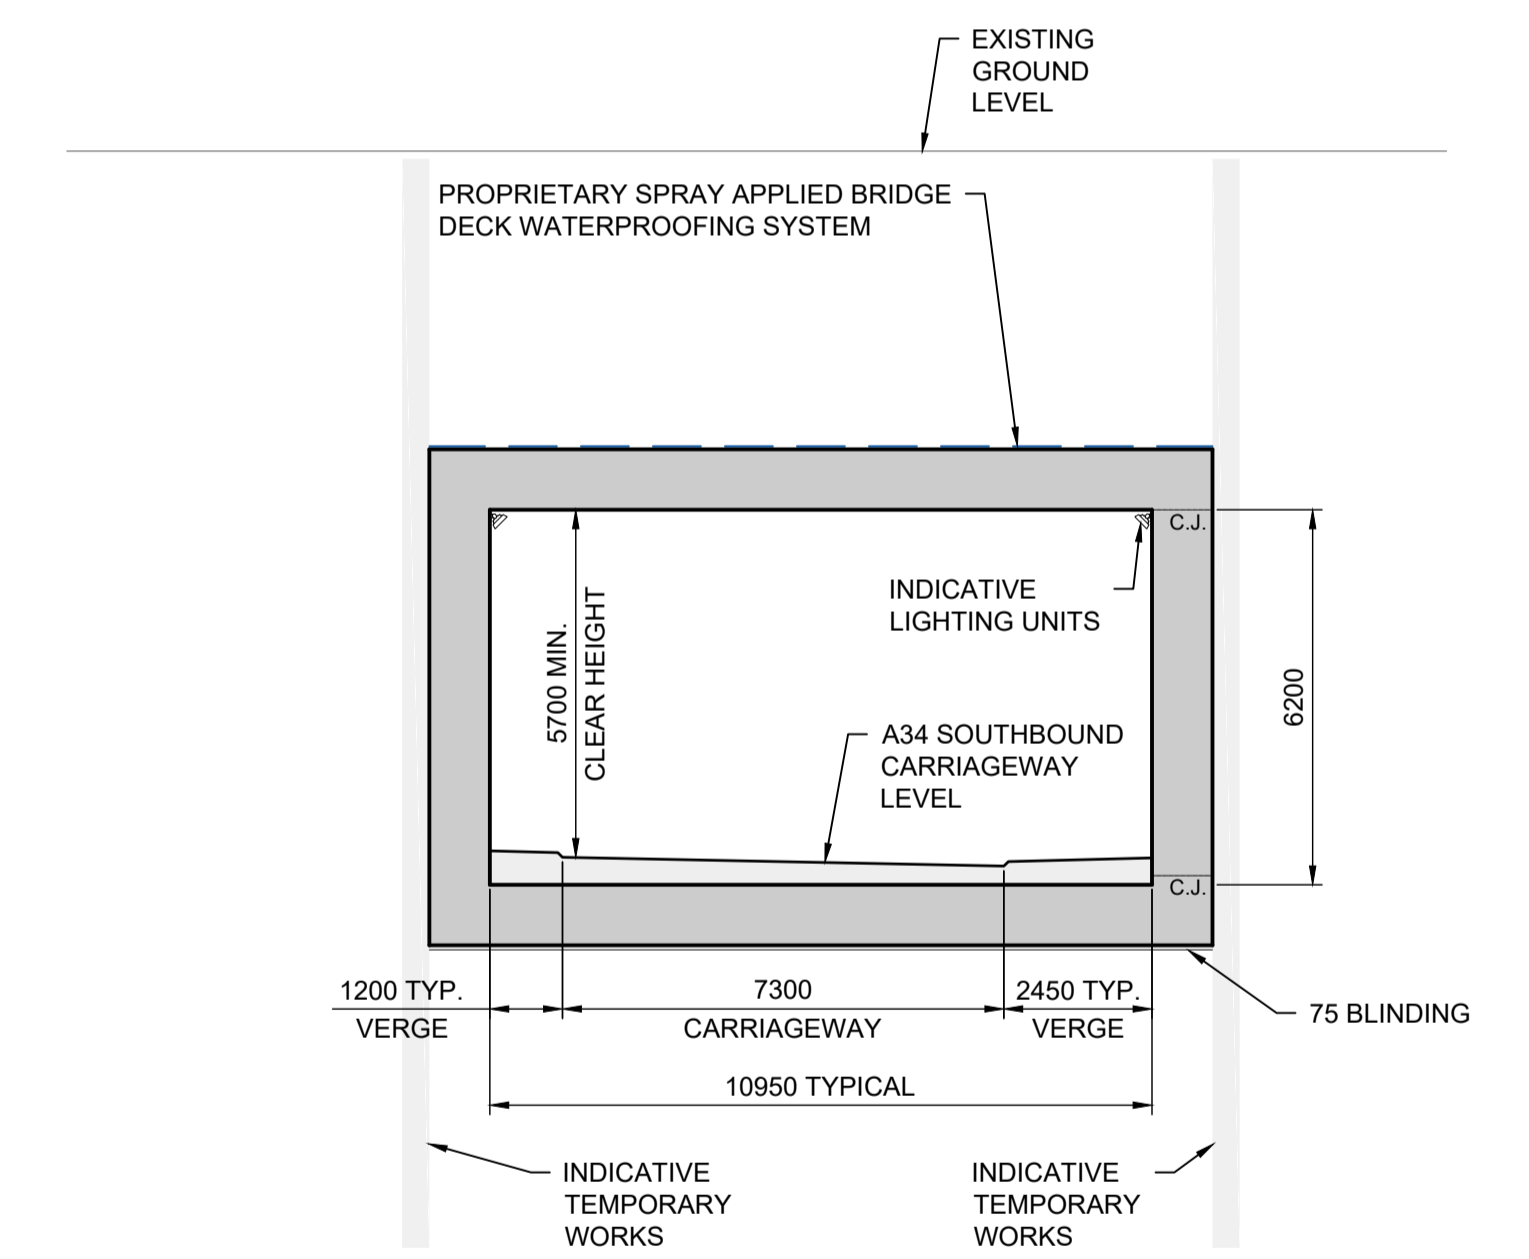 EXISTING
GROUND
LEVEL
PROPRIETARY SPRAY APPLIED BRIDGE
DECK WATERPROOFING SYSTEM
C.J.
INDICATIVE
LIGHTING UNITS
5700 MIN.
CLEAR HEIGHT
6200
A34 SOUTHBOUND
CARRIAGEWAY
LEVEL
C.J.
1200 TYP.
VERGE
7300
CARRIAGEWAY
2450 TYP.
VERGE
75 BLINDING
10950 TYPICAL
INDICATIVE
TEMPORARY
WORKS
INDICATIVE
TEMPORARY
WORKS